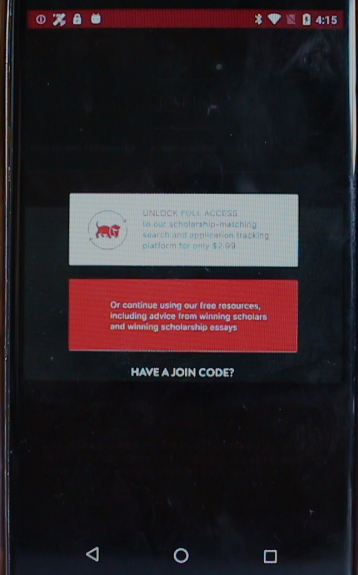 4:15
UNLOCK FULL ACCESS
to our scholarship-matching
search and application tracking
platform for only $2.99
Or continue using our free resources,
including advice from winning scholars
and winning scholarship essays
HAVE A JOIN CODE?